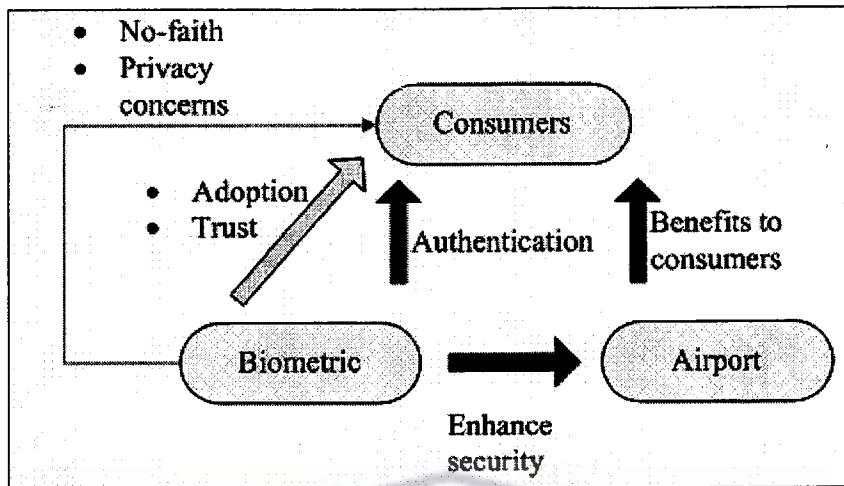 • No-faith
• Privacy
concerns
Consumers
• Adoption
• Trust
Authentication
Benefits to
consumers
Biometric
Airport
Enhance
security